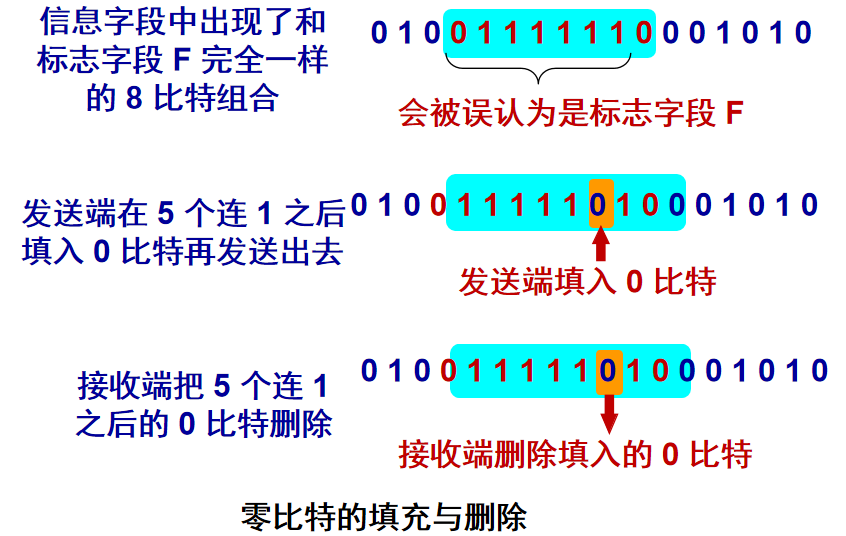 信息字段中出现了和
标志字段 F 完全一样
的 8 比特组合
0 1 0 0 1 1 1 1 1 1 0 0 0 1 0 1 0
会被误认为是标志字段 F
发送端在 5 个连 1 之后
填入 0 比特再发送出去
0 1 0 0 1 1 1 1 1 0 1 0 0 0 1 0 1 0
发送端填入 0 比特
接收端把 5 个连 1
之后的 0 比特删除
0 1 0 0 1 1 1 1 1 0 1 0 0 0 1 0 1 0
接收端删除填入的 0 比特
零比特的填充与删除